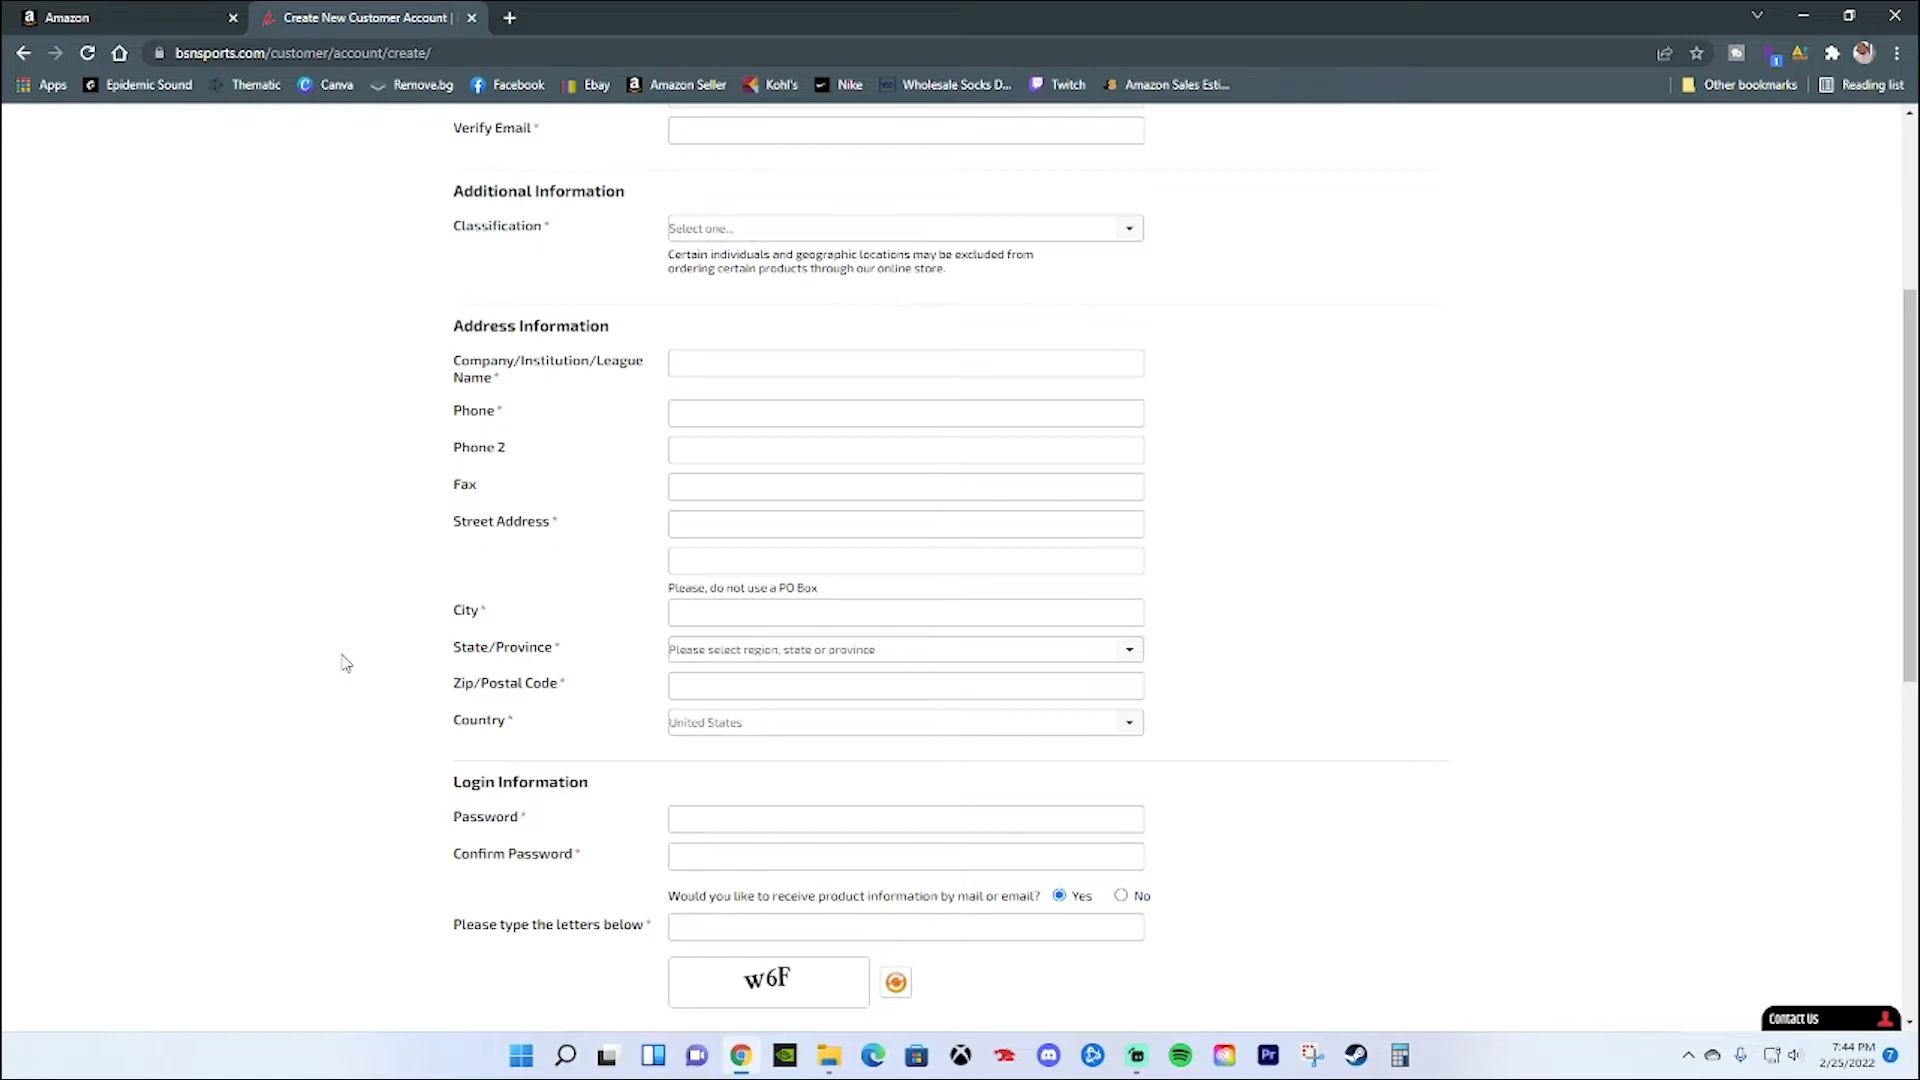 Amazon
Create New Customer Account |
bsnsports.com/customer/account/create/
Apps
Epidemic Sound
Thematic
Canva
Remove.bg
Facebook
Ebay
Amazon Seller
Kohl's
Nike
Wholesale Socks D...
Twitch
Amazon Sales Esti...
Other bookmarks
Reading list
Verify Email *
Additional Information
Classification *
Select one...
Certain individuals and geographic locations may be excluded from
ordering certain products through our online store.
Address Information
Company/Institution/League
Name *
Phone *
Phone 2
Fax
Street Address *
Please, do not use a PO Box
City *
State/Province *
Please select region, state or province
Zip/Postal Code *
Country *
United States
Login Information
Password *
Confirm Password *
Would you like to receive product information by mail or email?
Yes
No
Please type the letters below *
w6F
Contact Us
Pr
7:44 PM
2/25/2022
7